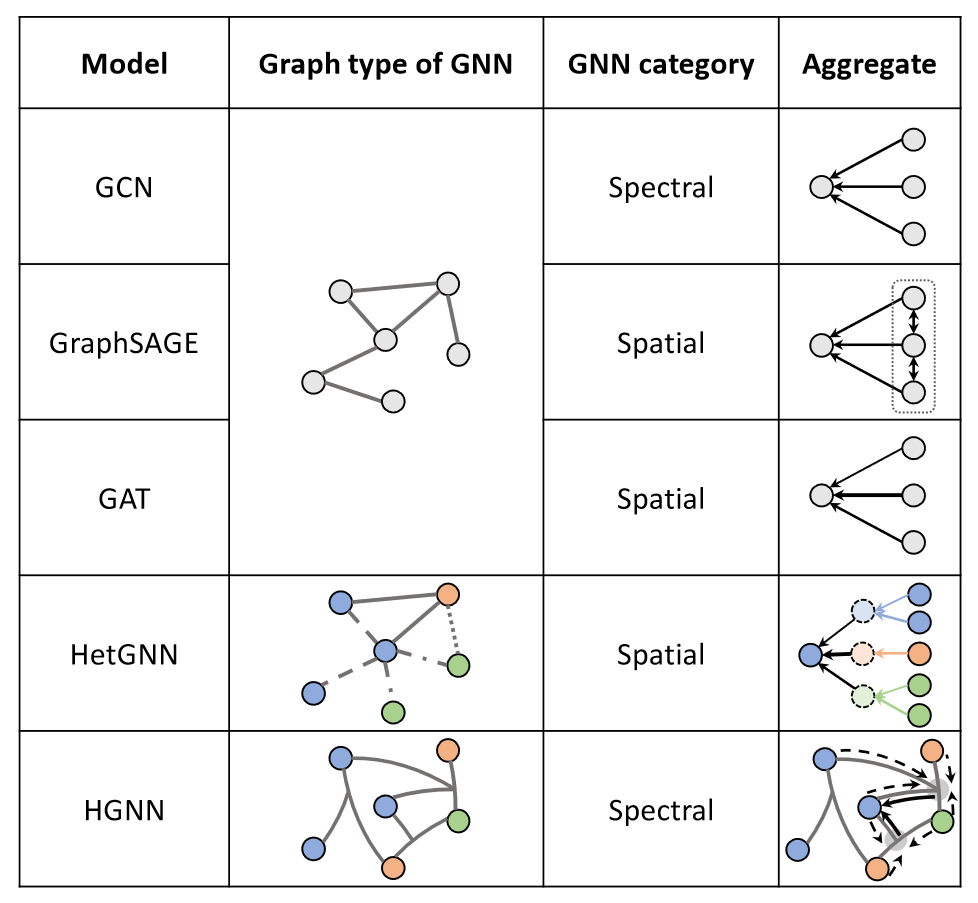 Model Graph type of GNN GNN category Aggregate
GCN Spectral
GraphSAGE Spatial
GAT Spatial
HetGNN Spatial
HGNN Spectral